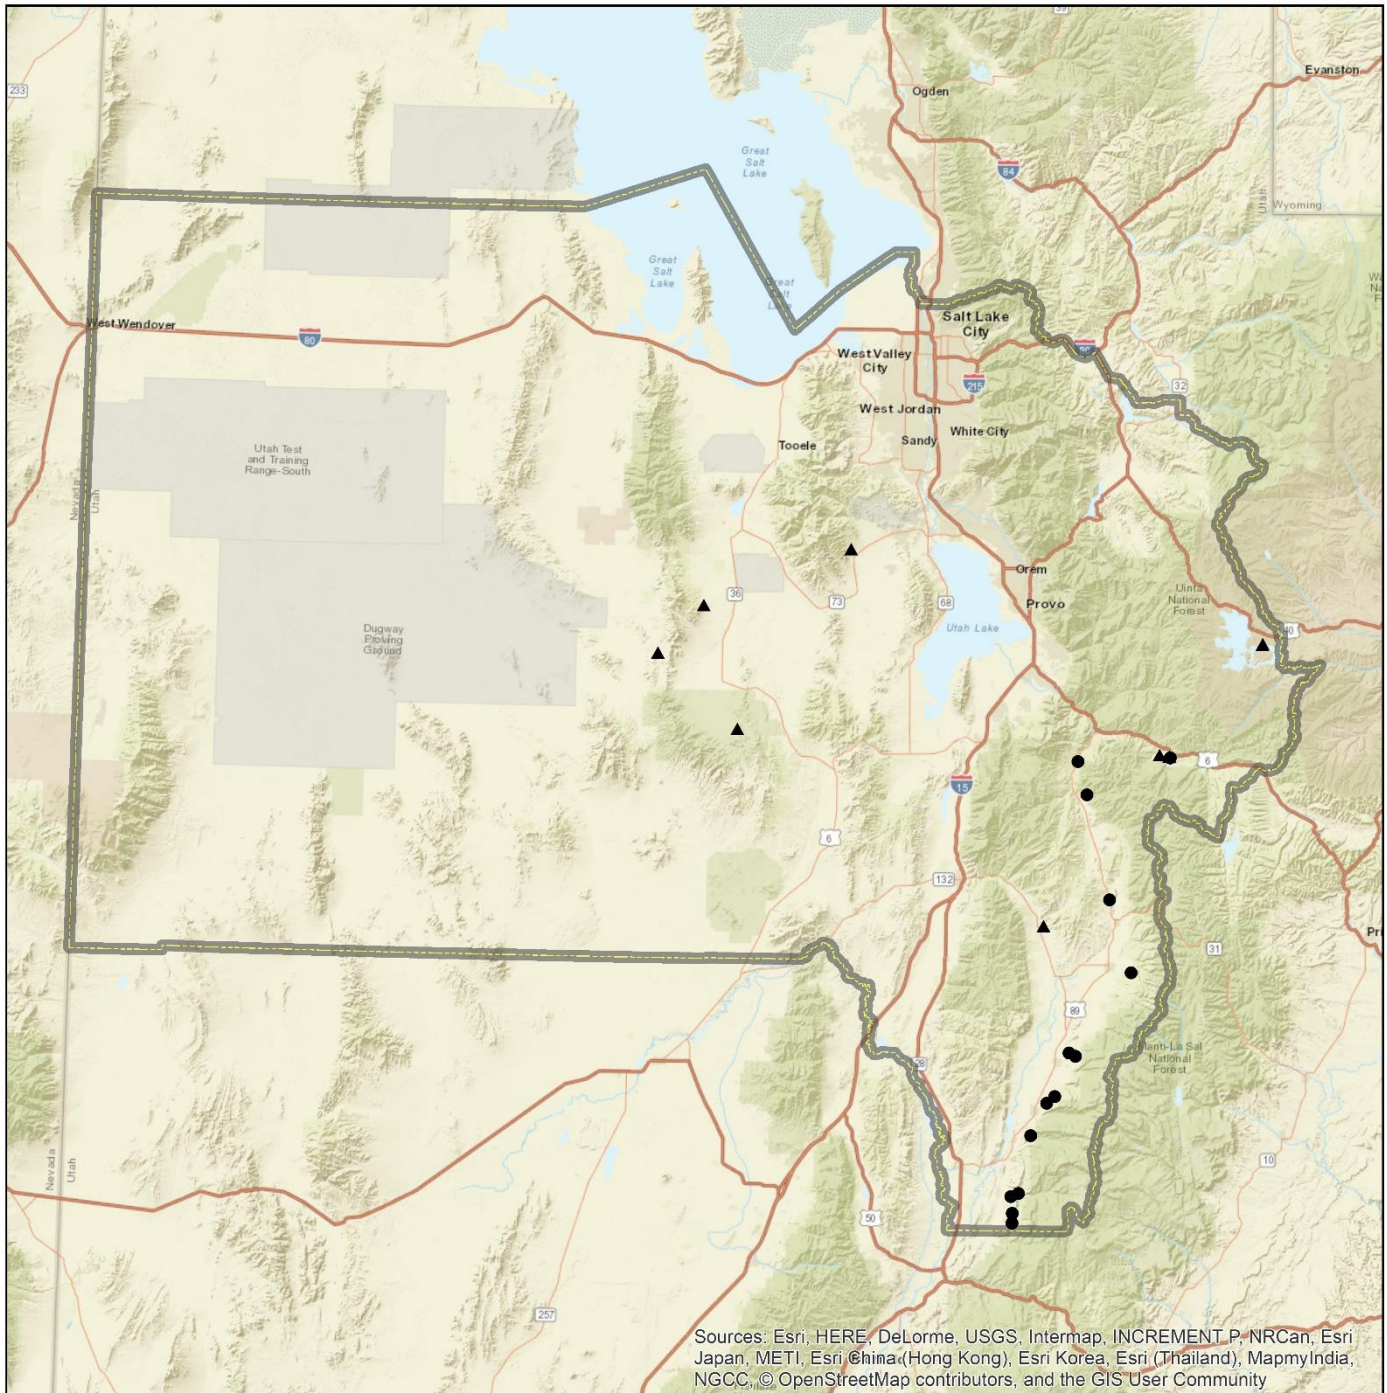 39
233
Evanston
Ogden
Great
Salt
Lake
84
Utah
Wyoming
Great
Salt
Lake
Great
Salt
West Wendover
80
Salt Lake
City
West Valley
City
80
215
32
West Jordan
White City
Sandy
Tooele
Utah Test
and Training
Range-South
Nevada
Utah
Orem
Provo
Uinta
National
Forest
36
73
68
Utah Lake
40
Dugway
Proving
Ground
6
15
6
132
31
89
Manti-La Sal
National
Forest
28
Nevada
Utah
10
50
257
Sources: Esri, HERE, DeLorme, USGS, Intermap, INCREMENT P, NRCan, Esri
Japan, METI, Esri China (Hong Kong), Esri Korea, Esri (Thailand), MapmyIndia,
NGCC, © OpenStreetMap contributors, and the GIS User Community